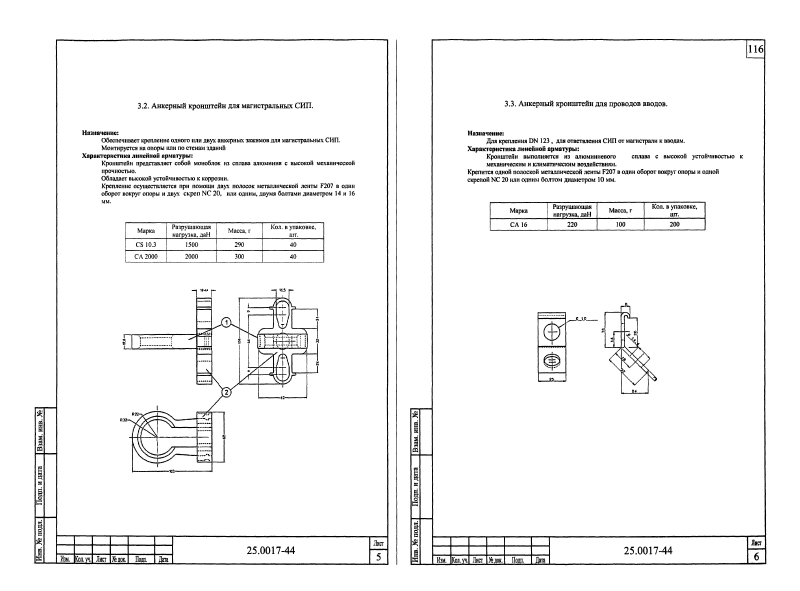 3.2. Анкерный кронштейн для магистральных СИП.
Назначение:
Обеспечивает крепление одного или двух анкерных зажимов для магистральных СИП.
Монтируется на опоры или по стенам зданий
Характеристика линейной арматуры:
Кронштейн представляет собой моноблок из сплава алюминия с высокой механической
прочностью.
Обладает высокой устойчивостью к коррозии.
Крепление осуществляется при помощи двух полосок металлической ленты F207 в один
оборот вокруг опоры и двух скреп NC 20, или одним, двумя болтами диаметром 14 и 16
мм.
Марка Разрушающая нагрузка, даН Масса, г Кол. в упаковке, шт.
CS 10.3 1500 290 40
CA 2000 2000 300 40
1
2
Взам. инв. №
Подп. и дата
Инв. № подл.
Изм. Кол. уч. Лист № док. Подп. Дата
25.0017-44
Лист
5
116
3.3. Анкерный кронштейн для проводов вводов.
Назначение:
Для крепления DN 123 , для ответвления СИП от магистрали к вводам.
Характеристика линейной арматуры:
Кронштейн выполняется из алюминиевого сплава с высокой устойчивостью к
механическим и климатическим воздействиям.
Крепится одной полоской металлической ленты F207 в один оборот вокруг опоры и одной
скрепой NC 20 или одним болтом диаметром 10 мм.
Марка Разрушающая нагрузка, даН Масса, г Кол. в упаковке, шт.
CA 16 220 100 200
Взам. инв. №
Подп. и дата
Инв. № подл.
Изм. Кол. уч. Лист № док. Подп. Дата
25.0017-44
Лист
6